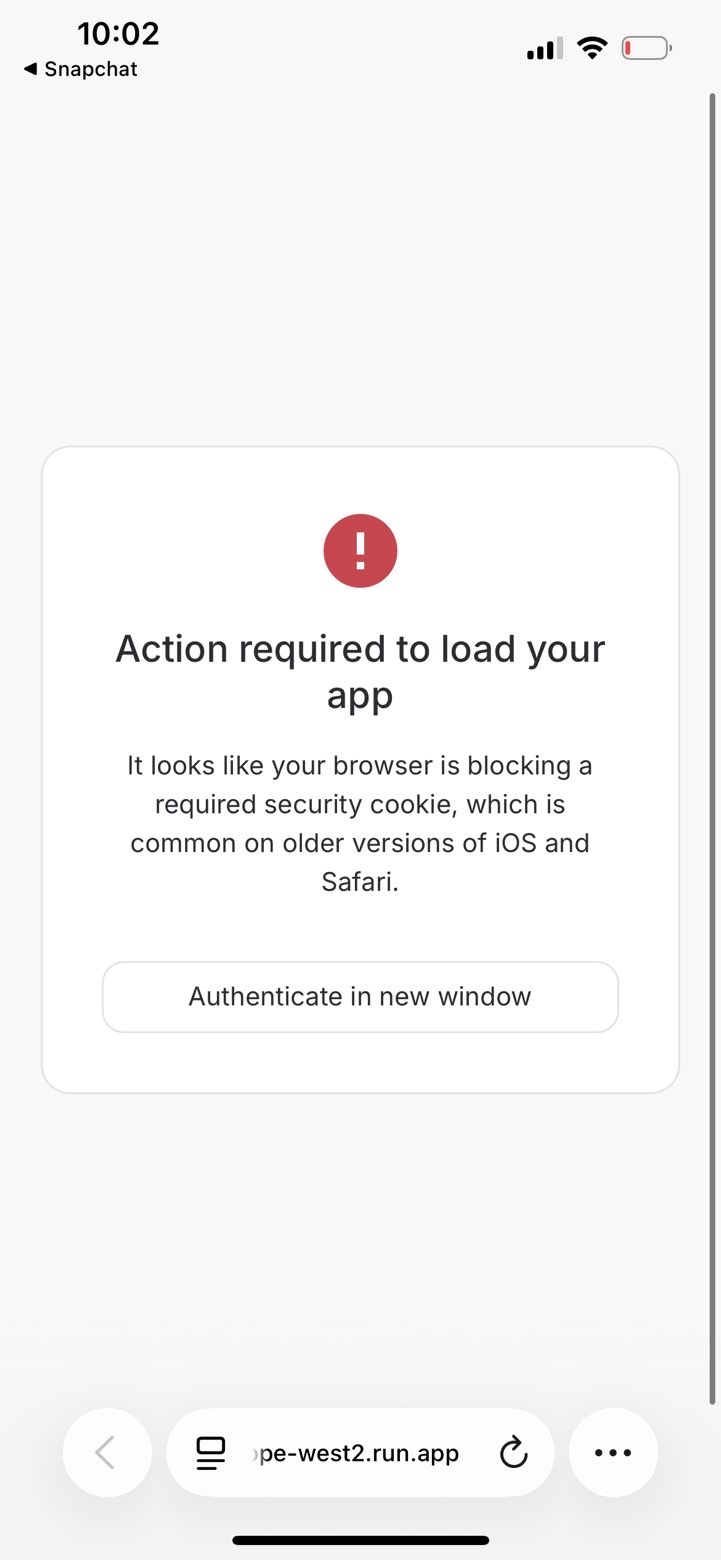 10:02
◀ Snapchat
!
Action required to load your
app
It looks like your browser is blocking a
required security cookie, which is
common on older versions of iOS and
Safari.
Authenticate in new window
pe-west2.run.app